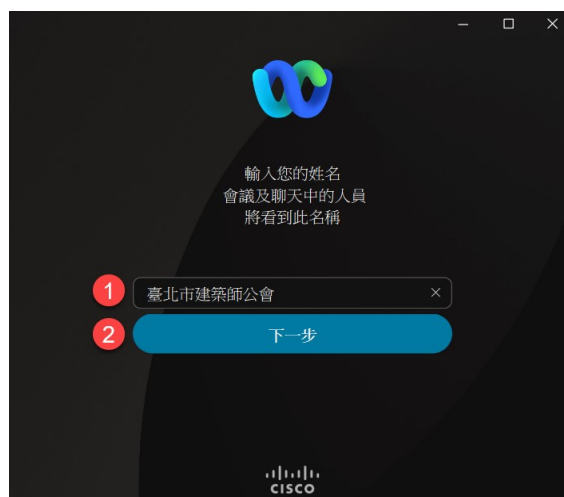 輸入您的姓名
會議及聊天中的人員
將看到此名稱
1 臺北市建築師公會 ×
2 下一步
CISCO